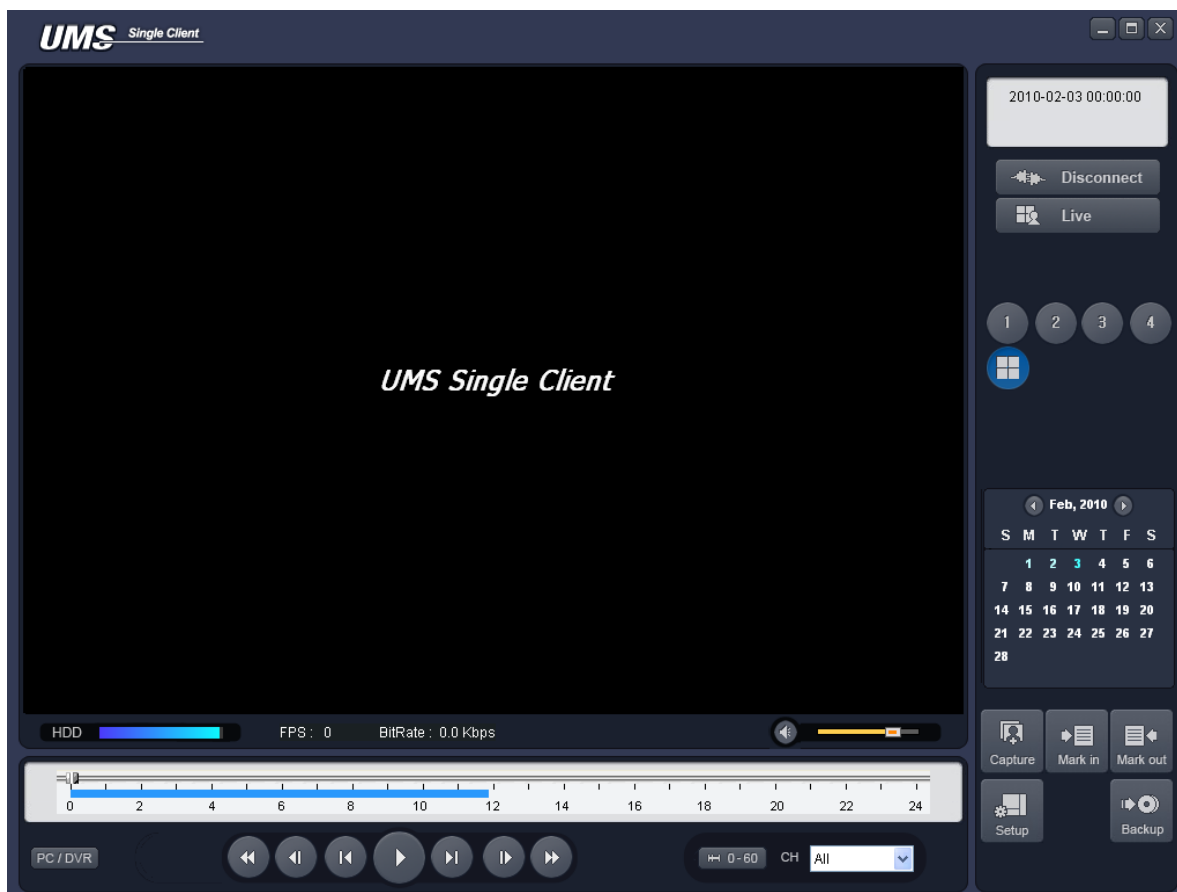 UMS Single Client
2010-02-03 00:00:00
Disconnect
Live
1 2 3 4
UMS Single Client
Feb, 2010
S M T W T F S
1 2 3 4 5 6
7 8 9 10 11 12 13
14 15 16 17 18 19 20
21 22 23 24 25 26 27
28
HDD FPS : 0 BitRate : 0.0 Kbps
Capture Mark in Mark out
0 2 4 6 8 10 12 14 16 18 20 22 24
Setup Backup
PC / DVR 0 - 60 CH All